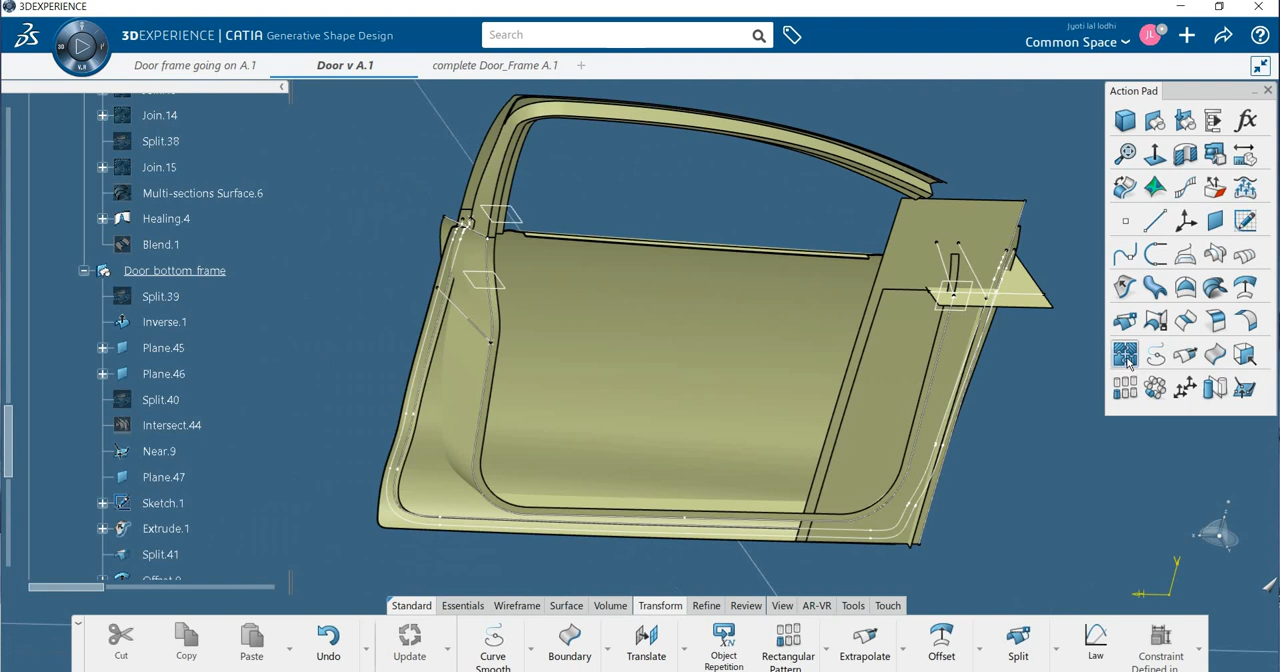 3DEXPERIENCE
3DEXPERIENCE | CATIA Generative Shape Design
Search
Jyoti lal lodhi
Common Space
JL
3D
V.R
Door frame going on A.1
Door v A.1
complete Door_Frame A.1
Action Pad
Join.14
Split.38
Join.15
Multi-sections Surface.6
Healing.4
Blend.1
Door bottom frame
Split.39
Inverse.1
Plane.45
Plane.46
Split.40
Intersect.44
Near.9
Plane.47
Sketch.1
Extrude.1
Split.41
fx
Standard
Essentials
Wireframe
Surface
Volume
Transform
Refine
Review
View
AR-VR
Tools
Touch
Cut
Copy
Paste
Undo
Update
Curve Smooth
Boundary
Translate
Object Repetition
Rectangular Pattern
Extrapolate
Offset
Split
Law
Constraint Defined in